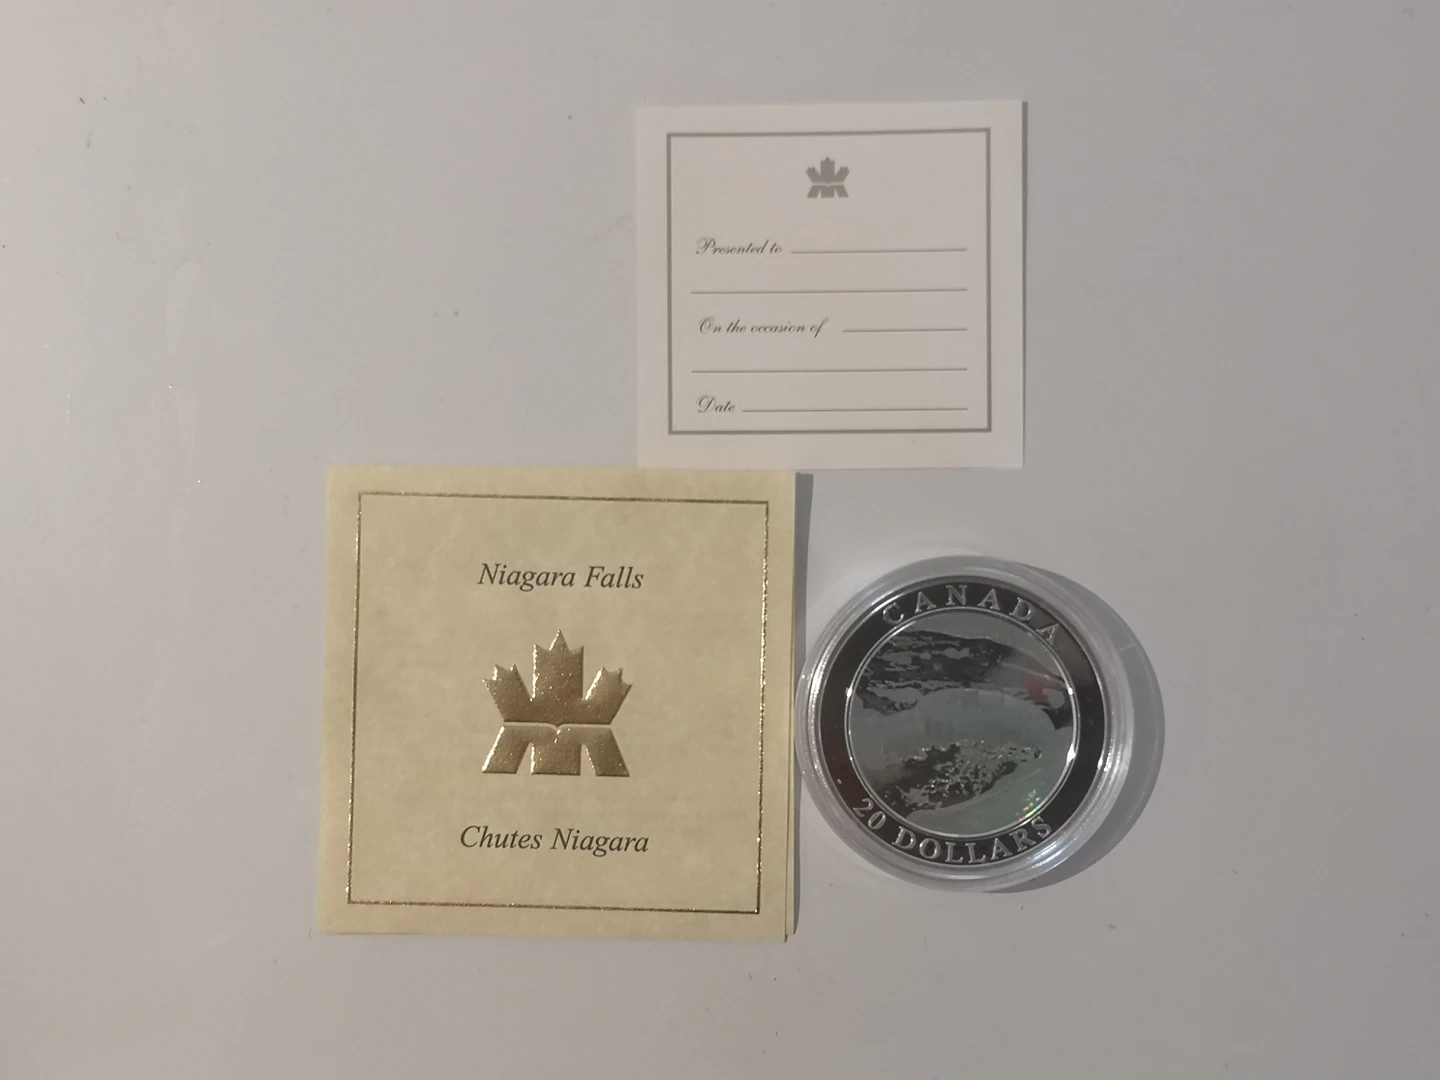 Presented to
On the occasion of
Date
Niagara Falls
Chutes Niagara
CANADA
20 DOLLARS